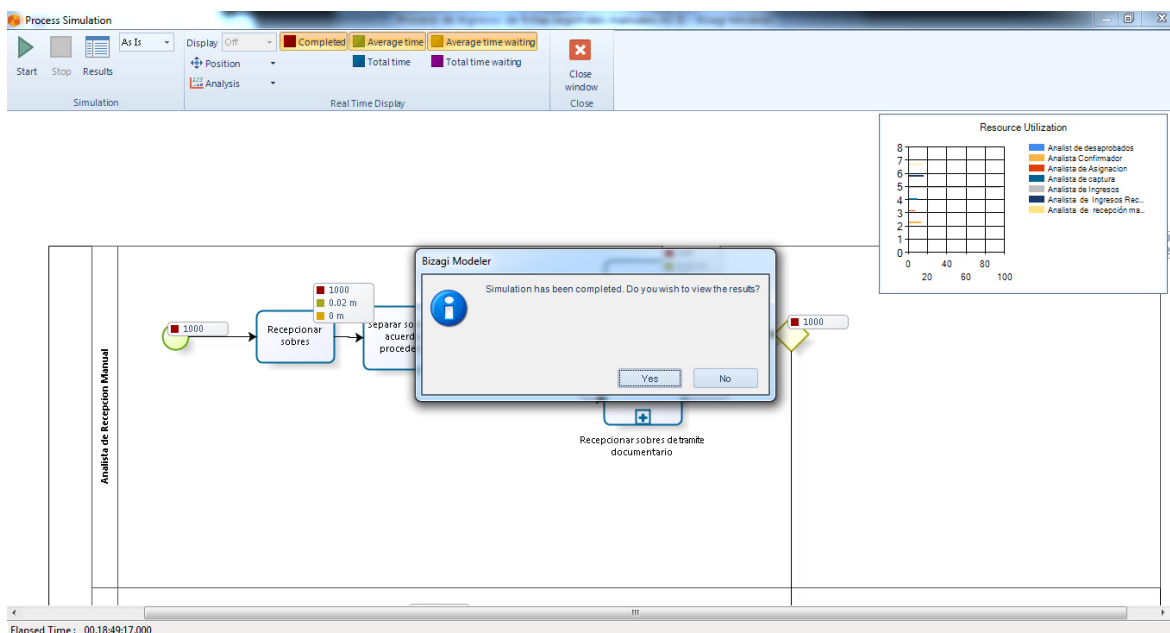 Process Simulation
Start
Stop
Results
As Is
Simulation
Display Off
Position
Analysis
Completed
Average time
Average time waiting
Total time
Total time waiting
Real Time Display
Close
window
Close
Resource Utilization
8
7
6
5
4
3
2
1
0
0 40 80
20 60 100
Analist de desaprobados
Analista Confirmador
Analista de Asignacion
Analista de captura
Analista de Ingresos
Analista de Ingresos Rec...
Analista de recepción ma...
Analista de Recepcion Manual
1000
Recepcionar
sobres
1000
0.02 m
0 m
Separar so
acuerd
procede
Bizagi Modeler
Simulation has been completed. Do you wish to view the results?
Yes
No
1000
Recepcionar sobres de tramite
documentario
Elapsed Time : 00.18:49:17.000